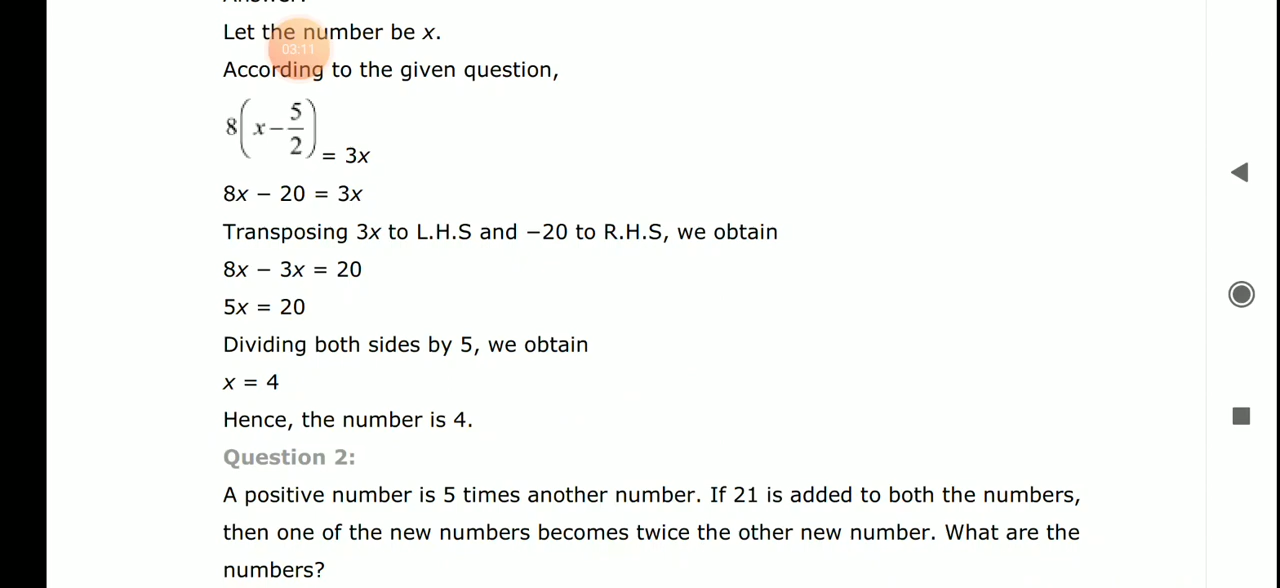 Let the number be x.
03:11
According to the given question,
8(x − 5/2) = 3x
8x − 20 = 3x
Transposing 3x to L.H.S and −20 to R.H.S, we obtain
8x − 3x = 20
5x = 20
Dividing both sides by 5, we obtain
x = 4
Hence, the number is 4.
Question 2:
A positive number is 5 times another number. If 21 is added to both the numbers,
then one of the new numbers becomes twice the other new number. What are the
numbers?